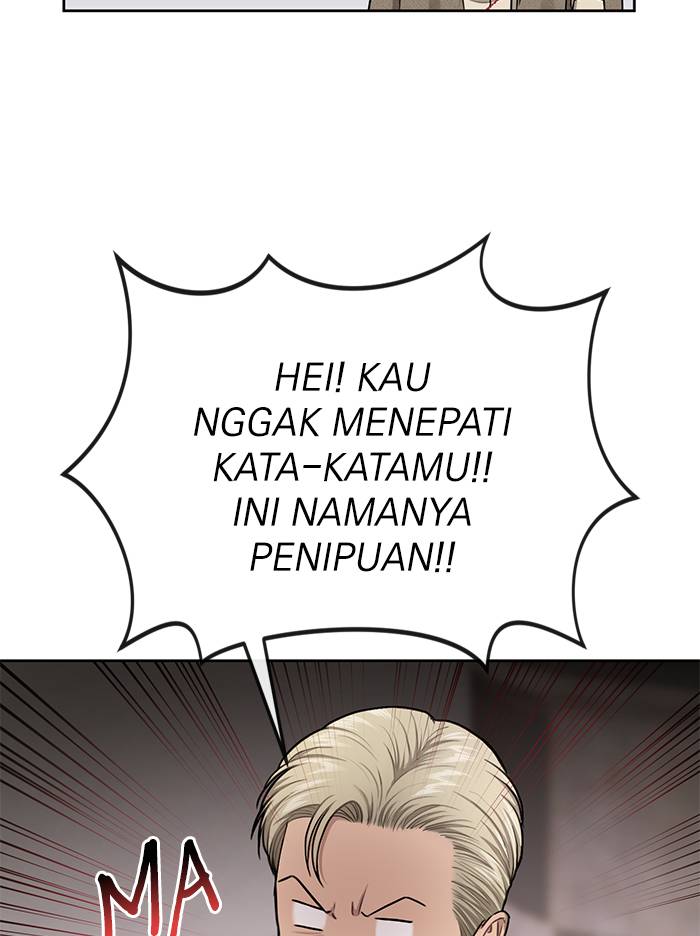 HEI! KAU
NGGAK MENEPATI
KATA-KATAMU!!
INI NAMANYA
PENIPUAN!!
MA